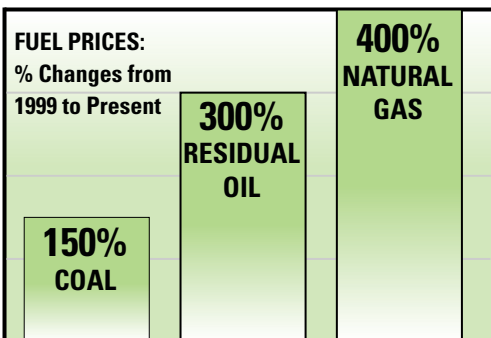 FUEL PRICES:
% Changes from
1999 to Present
150%
COAL
300%
RESIDUAL
OIL
400%
NATURAL
GAS